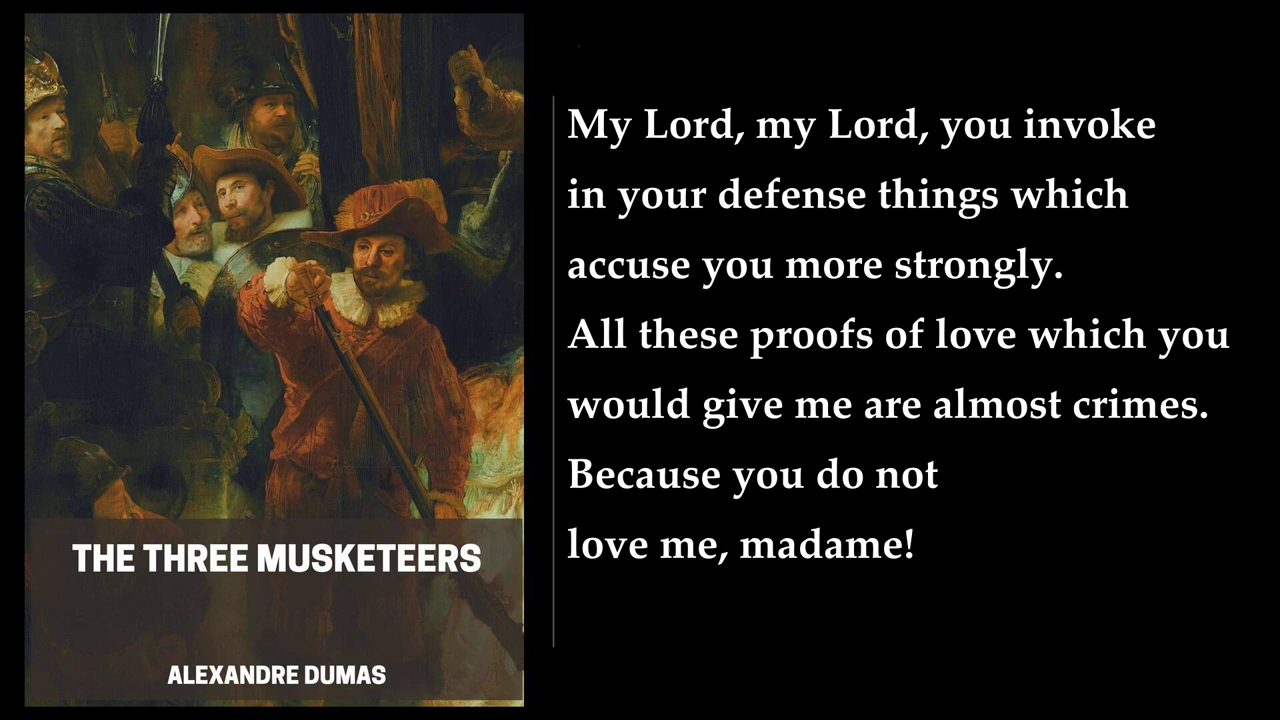 THE THREE MUSKETEERS
ALEXANDRE DUMAS
My Lord, my Lord, you invoke
in your defense things which
accuse you more strongly.
All these proofs of love which you
would give me are almost crimes.
Because you do not
love me, madame!